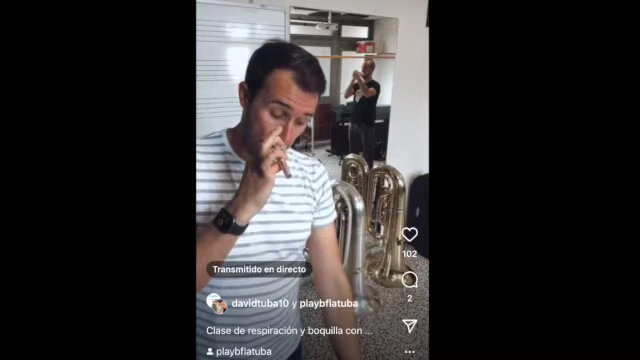 Transmitido en directo
102
2
davidtuba10 y playbflatuba
Clase de respiración y boquilla con ...
playbflatuba